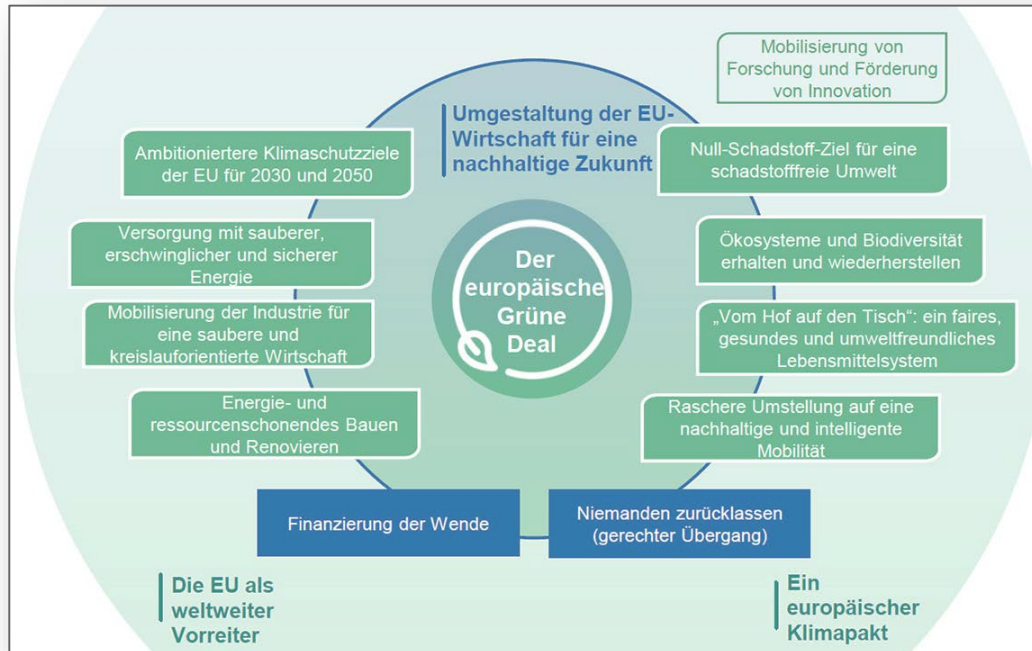 Mobilisierung von
Forschung und Förderung
von Innovation
Umgestaltung der EU-
Wirtschaft für eine
nachhaltige Zukunft
Ambitioniertere Klimaschutzziele
der EU für 2030 und 2050
Null-Schadstoff-Ziel für eine
schadstofffreie Umwelt
Versorgung mit sauberer,
erschwinglicher und sicherer
Energie
Ökosysteme und Biodiversität
erhalten und wiederherstellen
Der
europäische
Grüne
Deal
Mobilisierung der Industrie für
eine saubere und
kreislauforientierte Wirtschaft
„Vom Hof auf den Tisch“: ein faires,
gesundes und umweltfreundliches
Lebensmittelsystem
Energie- und
ressourcenschonendes Bauen
und Renovieren
Raschere Umstellung auf eine
nachhaltige und intelligente
Mobilität
Finanzierung der Wende
Niemanden zurücklassen
(gerechter Übergang)
Die EU als
weltweiter
Vorreiter
Ein
europäischer
Klimapakt